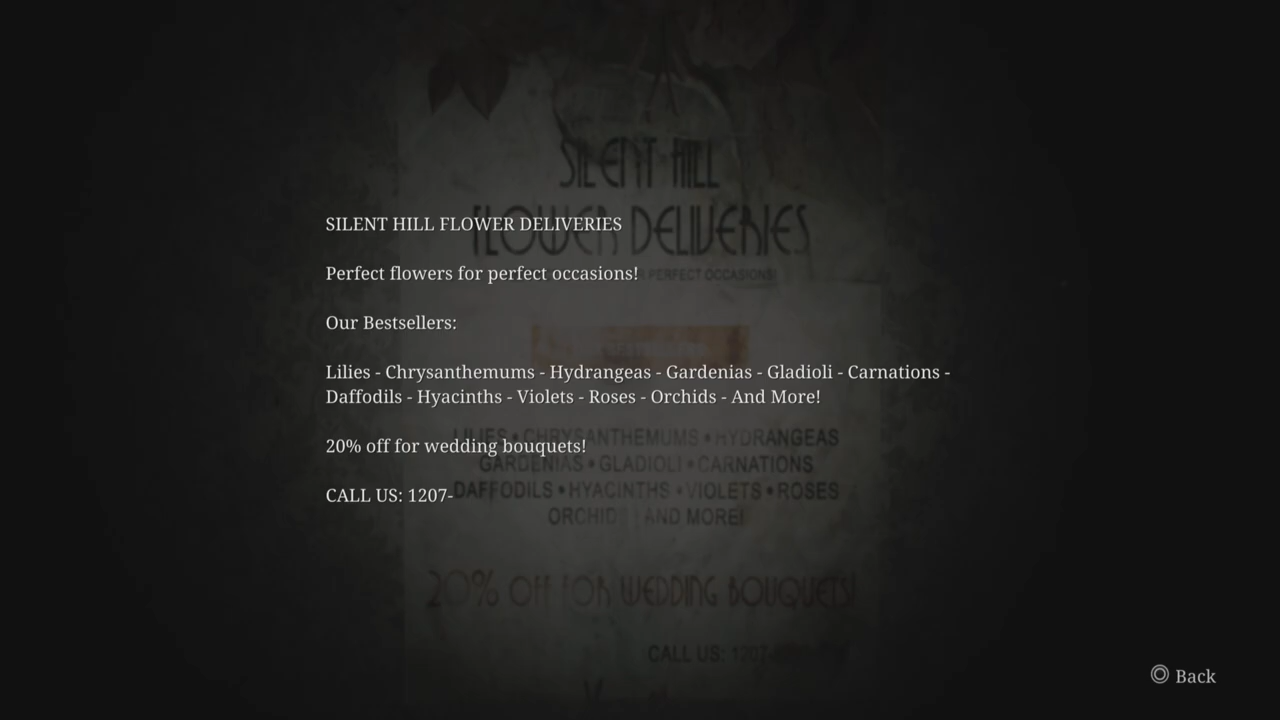 SILENT HILL FLOWER DELIVERIES
Perfect flowers for perfect occasions!
Our Bestsellers:
Lilies - Chrysanthemums - Hydrangeas - Gardenias - Gladioli - Carnations -
Daffodils - Hyacinths - Violets - Roses - Orchids - And More!
20% off for wedding bouquets!
CALL US: 1207-
SILENT HILL
FLOWER DELIVERIES
PERFECT OCCASIONS!
LILIES • CHRYSANTHEMUMS • HYDRANGEAS
GARDENIAS • GLADIOLI • CARNATIONS
DAFFODILS • HYACINTHS • VIOLETS • ROSES
ORCHID AND MORE!
20% OFF FOR WEDDING BOUQUETS!
CALL US: 1207-
Back